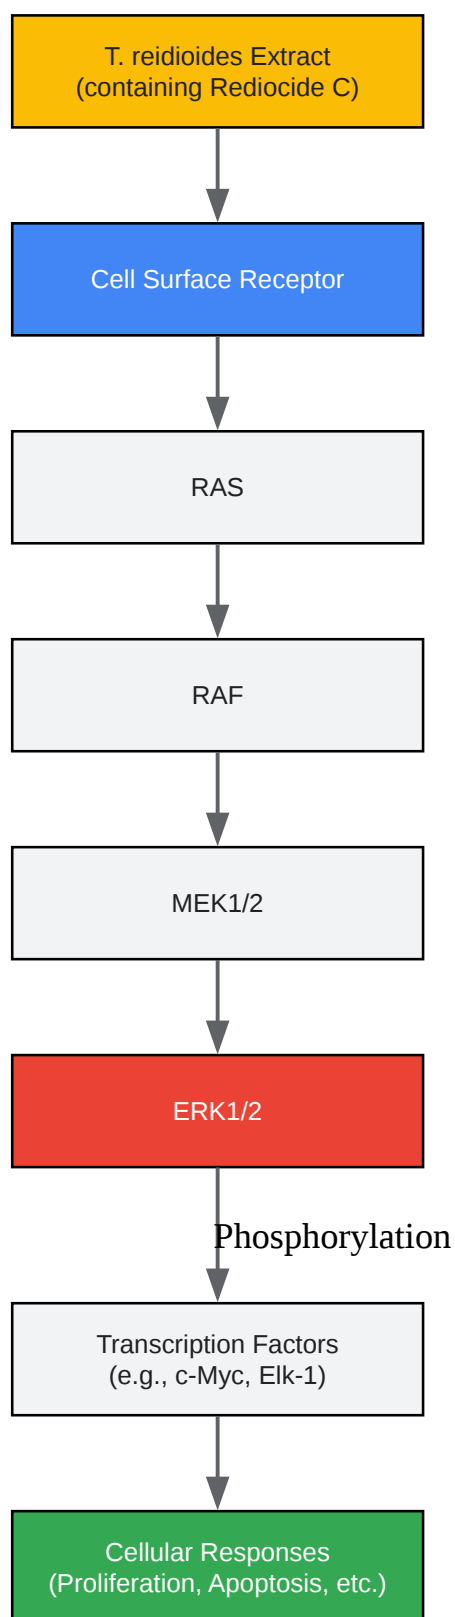 T. reidioides Extract
(containing Rediocide C)
Cell Surface Receptor
RAS
RAF
MEK1/2
ERK1/2
Phosphorylation
Transcription Factors
(e.g., c-Myc, Elk-1)
Cellular Responses
(Proliferation, Apoptosis, etc.)